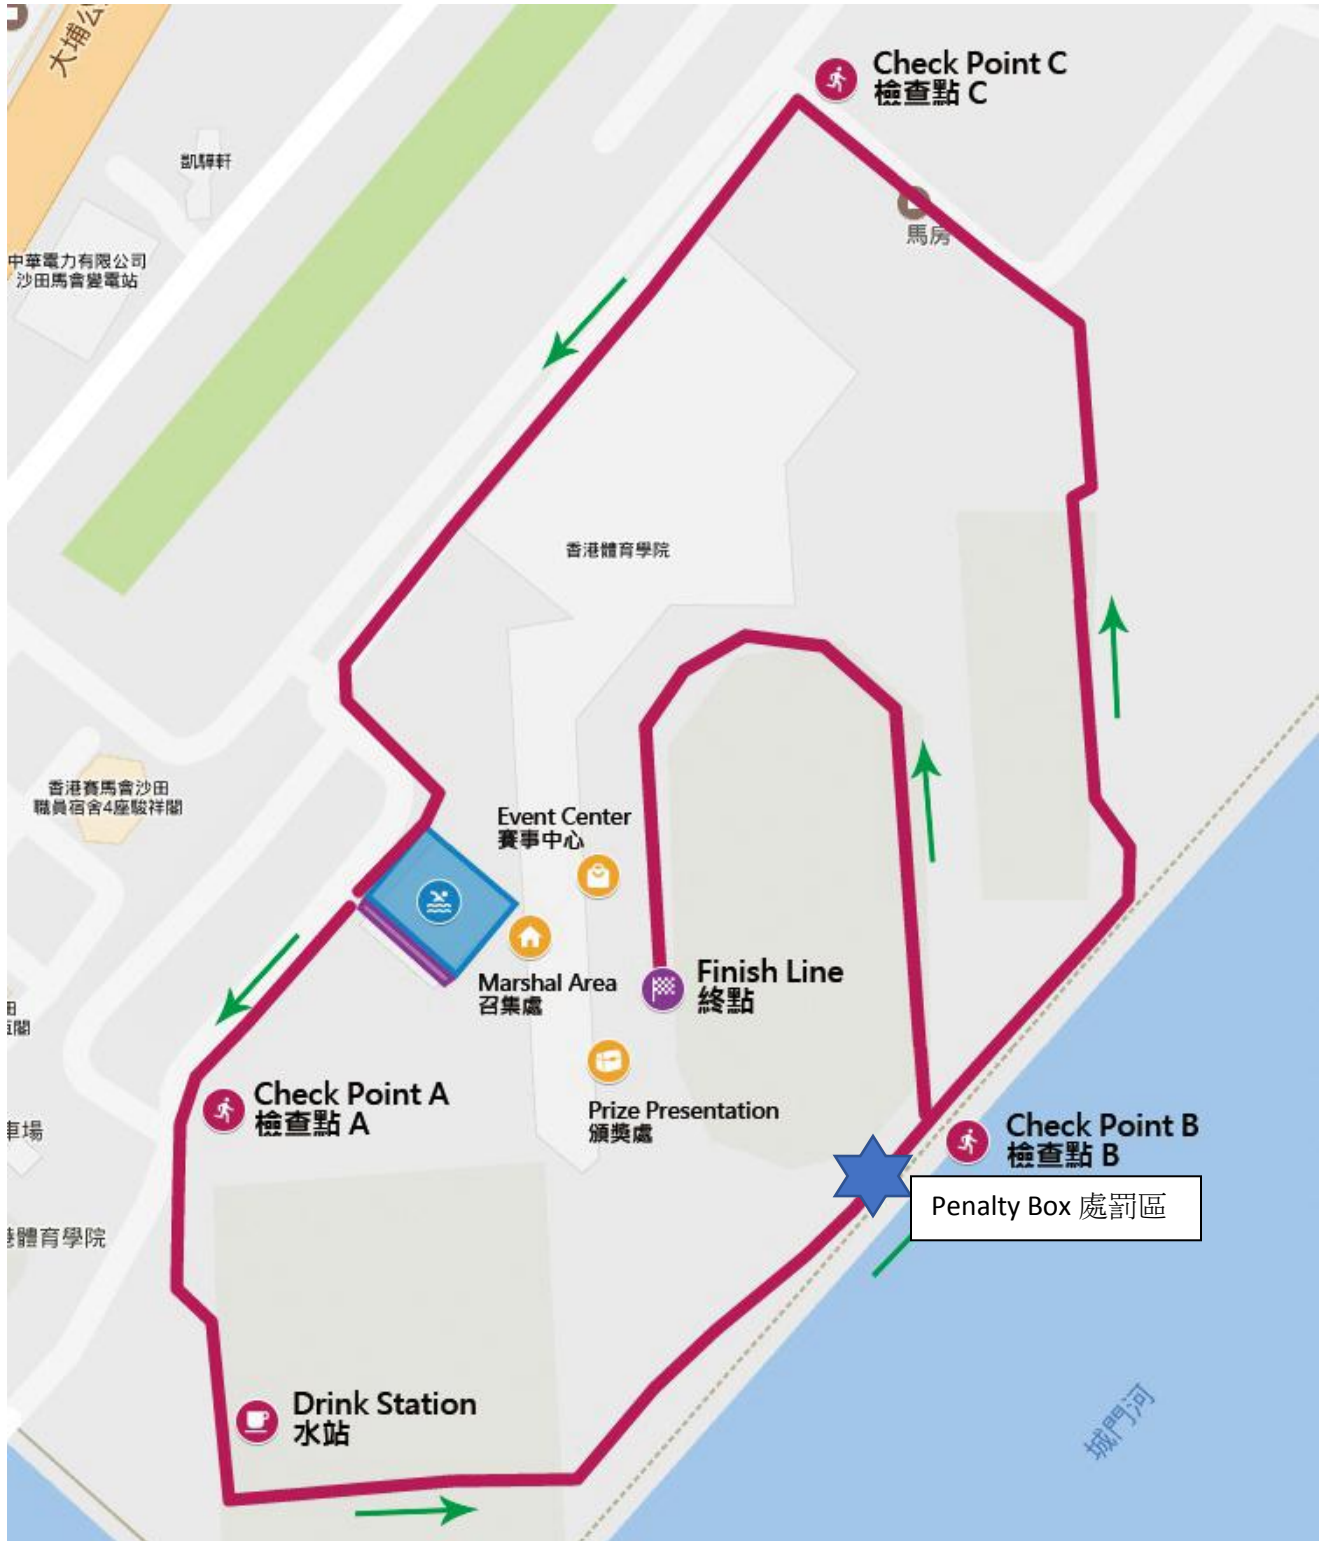 大埔公
Check Point C
檢查點 C
凱驊軒
馬房
中華電力有限公司
沙田馬會變電站
香港體育學院
香港賽馬會沙田
職員宿舍4座駿祥閣
Event Center
賽事中心
Marshal Area
召集處
Finish Line
終點
Check Point A
檢查點 A
Prize Presentation
頒獎處
Check Point B
檢查點 B
車場
Penalty Box 處罰區
港體育學院
Drink Station
水站
城門河